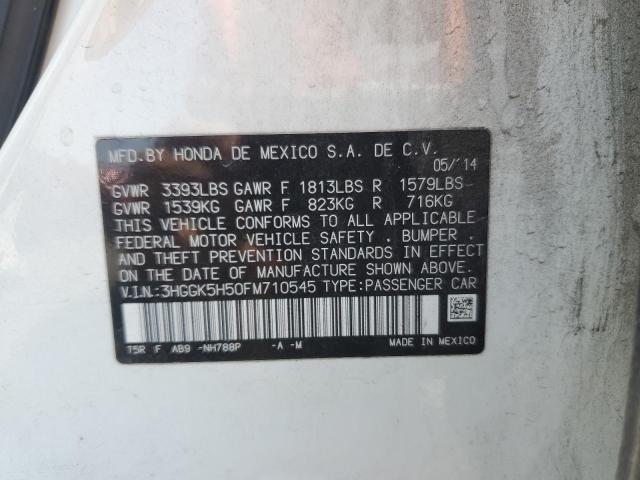 MFD.BY HONDA DE MEXICO S.A. DE C.V.
05/'14
GVWR 3393LBS GAWR F 1813LBS R 1579LBS
GVWR 1539KG GAWR F 823KG R 716KG
THIS VEHICLE CONFORMS TO ALL APPLICABLE
FEDERAL MOTOR VEHICLE SAFETY , BUMPER ,
AND THEFT PREVENTION STANDARDS IN EFFECT
ON THE DATE OF MANUFACTURE SHOWN ABOVE.
V.I.N.:3HGGK5H50FM710545 TYPE:PASSENGER CAR
T5R F AB9 -NH788P -A -M MADE IN MEXICO